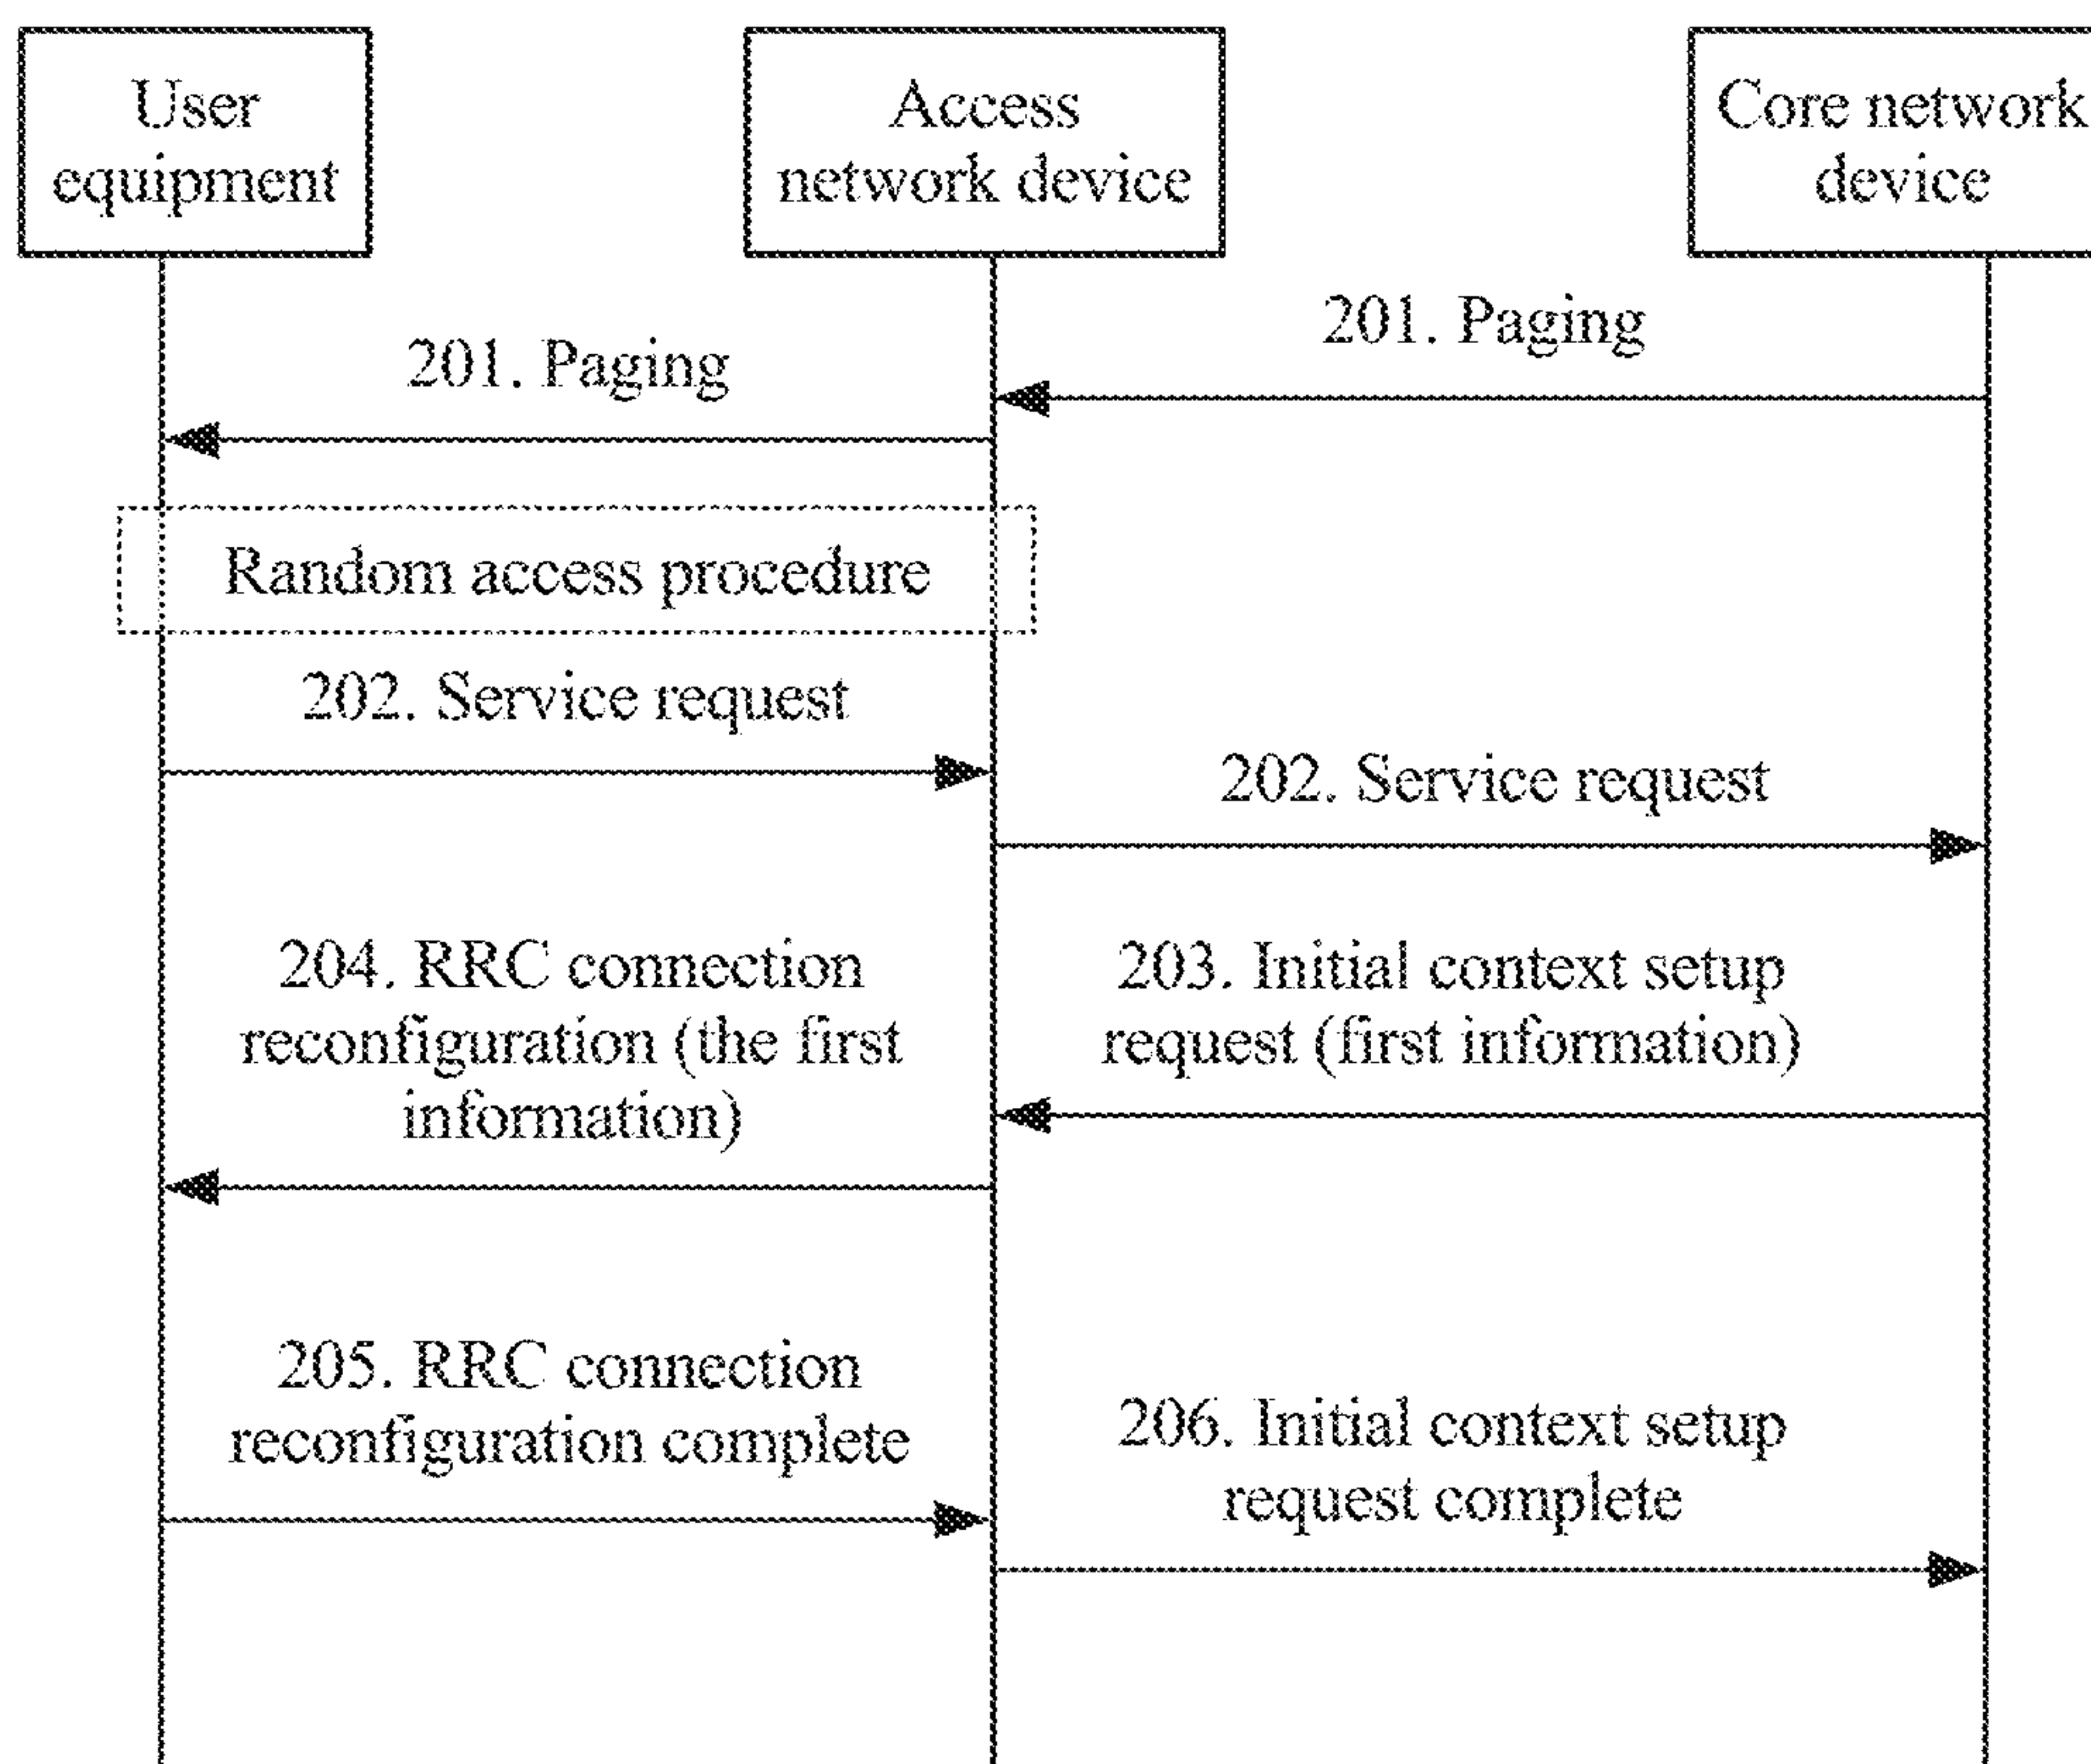 User
equipment
Access
network device
Core network
device
201. Paging
201. Paging
Random access procedure
202. Service request
202. Service request
204. RRC connection
reconfiguration (the first
information)
203. Initial context setup
request (first information)
205. RRC connection
reconfiguration complete
206. Initial context setup
request complete